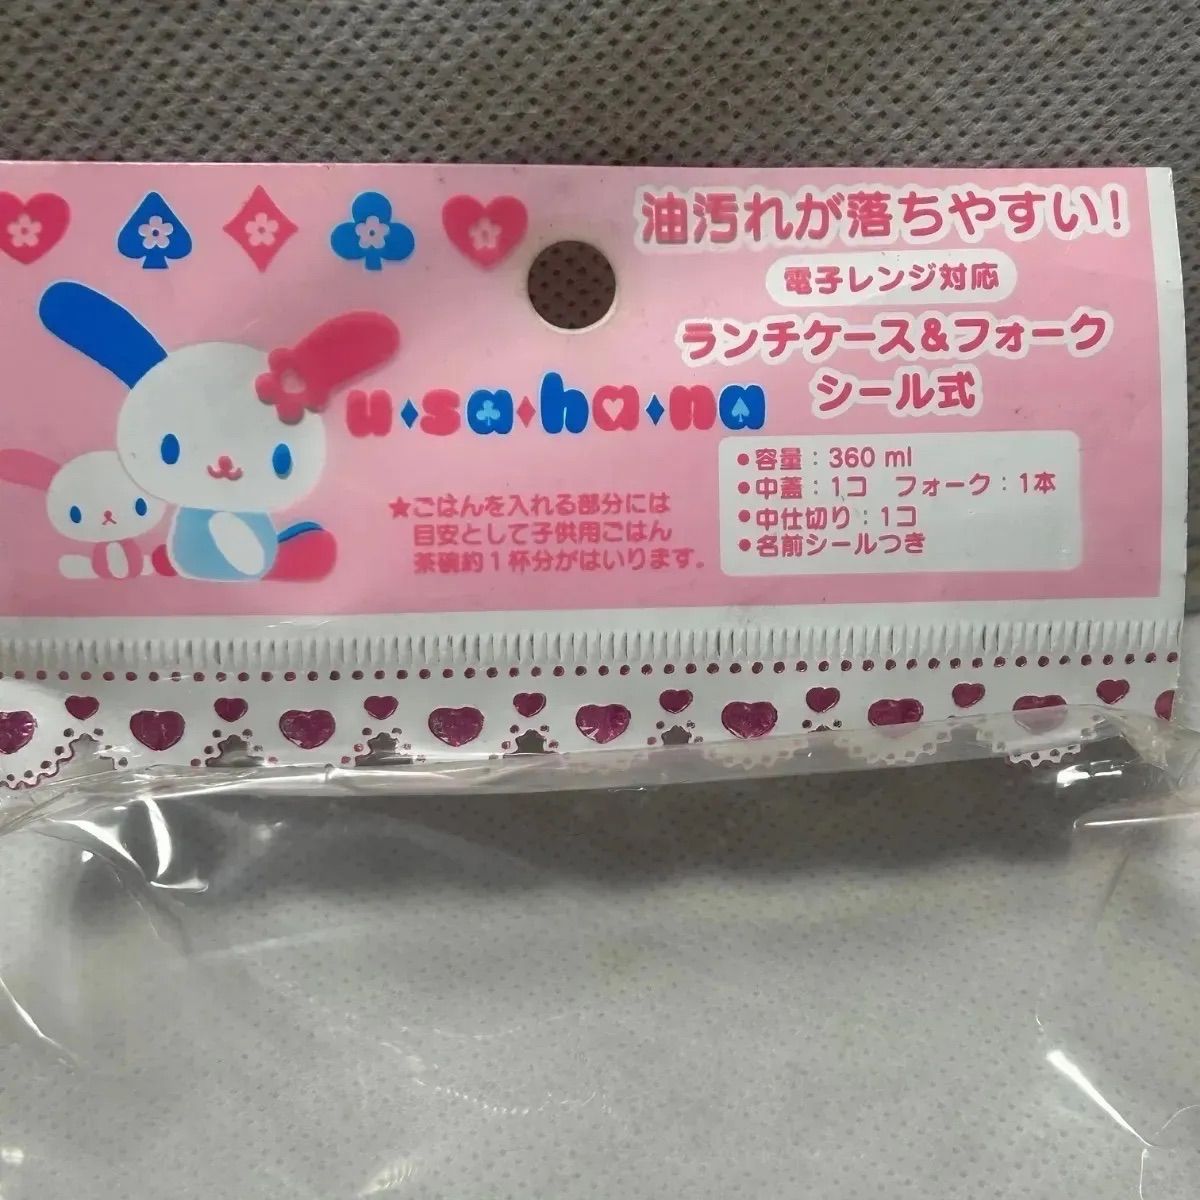 油汚れが落ちやすい!
電子レンジ対応
ランチケース&フォーク
シール式
u♦sa♦ha♦na
•容量：360 ml
•中蓋：1コ　フォーク：1本
•中仕切り：1コ
•名前シールつき
★ごはんを入れる部分には
目安として子供用ごはん
茶碗約1杯分がはいります。